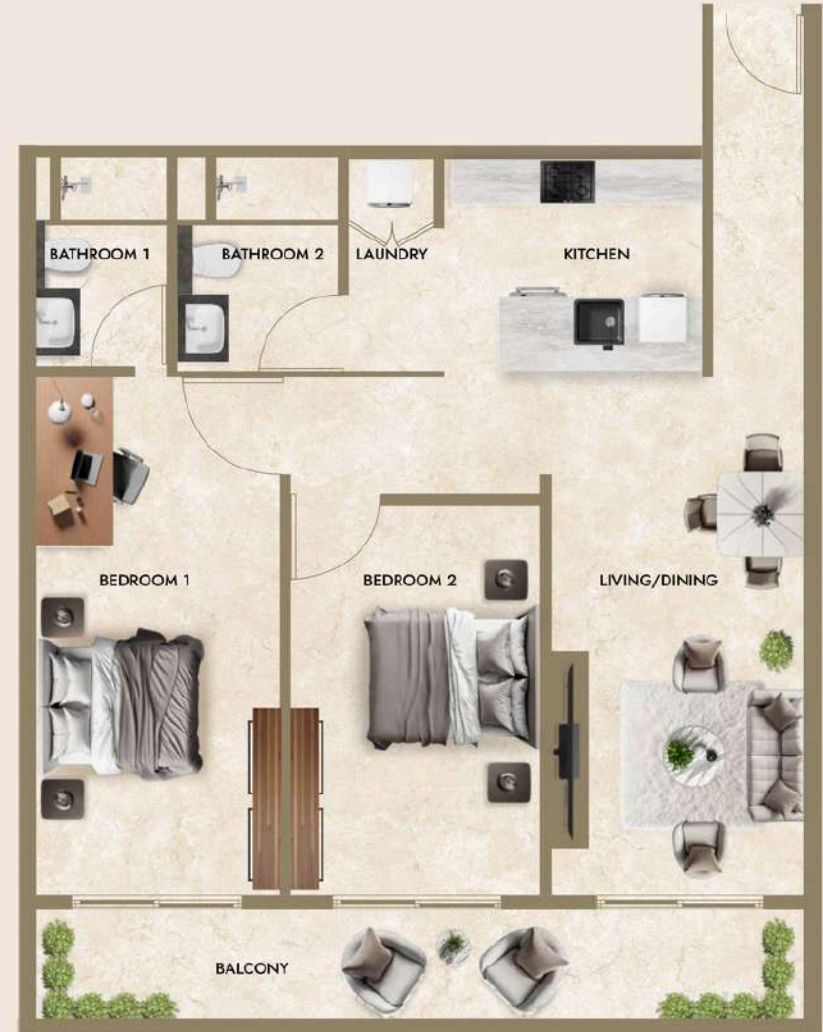 BATHROOM 1
BATHROOM 2
LAUNDRY
KITCHEN
BEDROOM 1
BEDROOM 2
LIVING/DINING
BALCONY